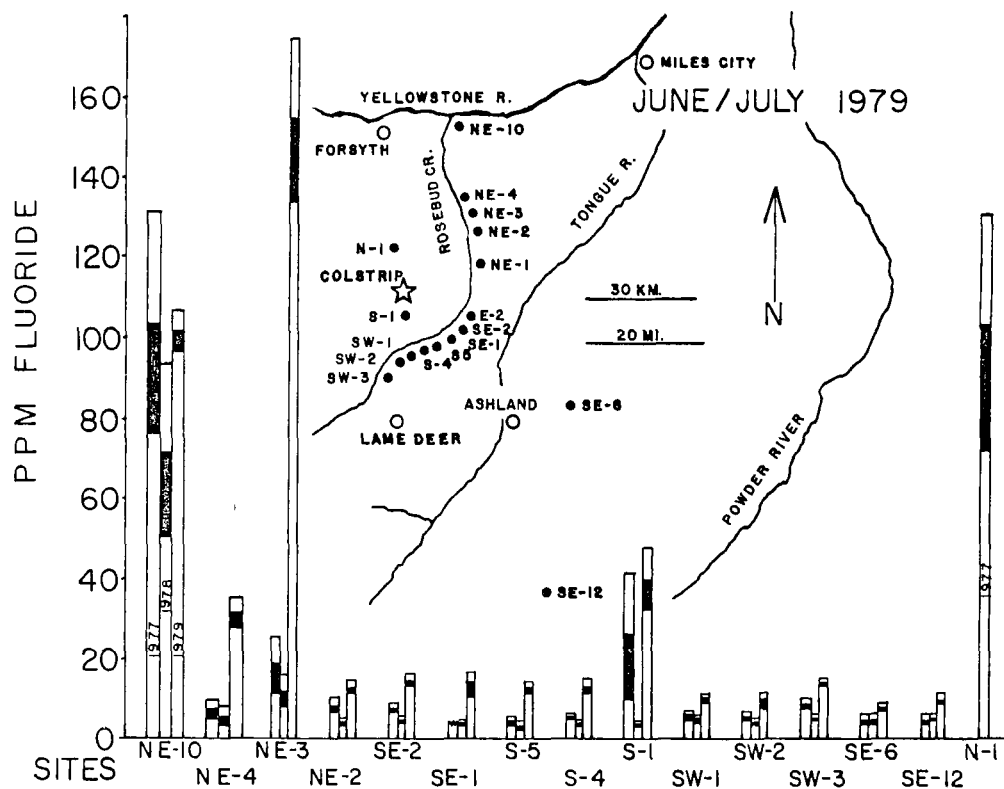 PPM FLUORIDE
160
140
120
100
80
60
40
20
0
1977
1978
1979
JUNE/JULY 1979
MILES CITY
YELLOWSTONE R.
FORSYTH
NE-10
ROSEBUD CR.
TONGUE R.
NE-4
NE-3
NE-2
N-1
NE-1
COLSTRIP
30 KM.
N
20 MI.
S-1
E-2
SE-2
SW-1
SE-1
SW-2
S5
S-4
SW-3
ASHLAND
SE-6
LAME DEER
POWDER RIVER
SE-12
1977
NE-10 NE-3 SE-2 S-5 S-1 SW-2 SE-6 N-1
SITES NE-4 NE-2 SE-1 S-4 SW-1 SW-3 SE-12